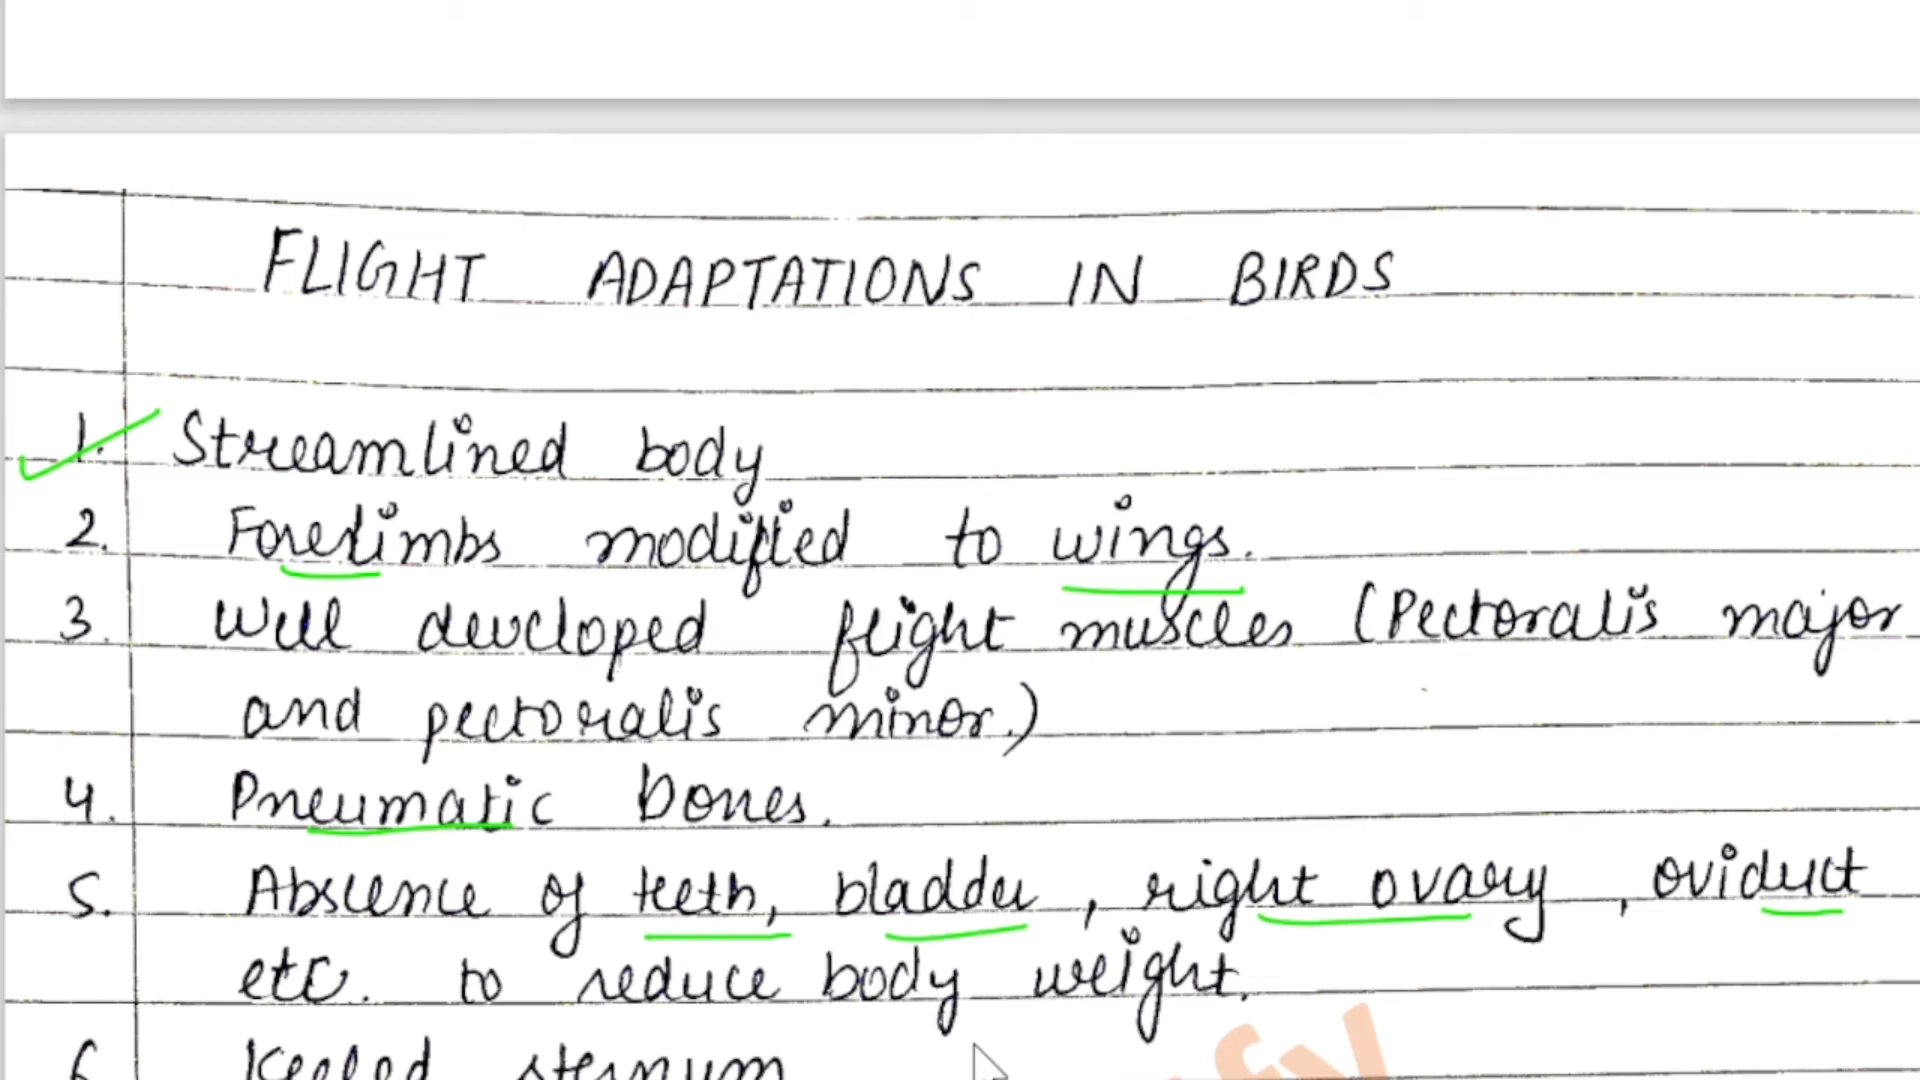 FLIGHT ADAPTATIONS IN BIRDS
1. Streamlined body
2. Forelimbs modified to wings.
3. Well developed flight muscles (Pectoralis major
and pectoralis minor.)
4. Pneumatic bones.
5. Abscence of teeth, bladder, right ovary, oviduct
etc. to reduce body weight.
6. Keeled sternum